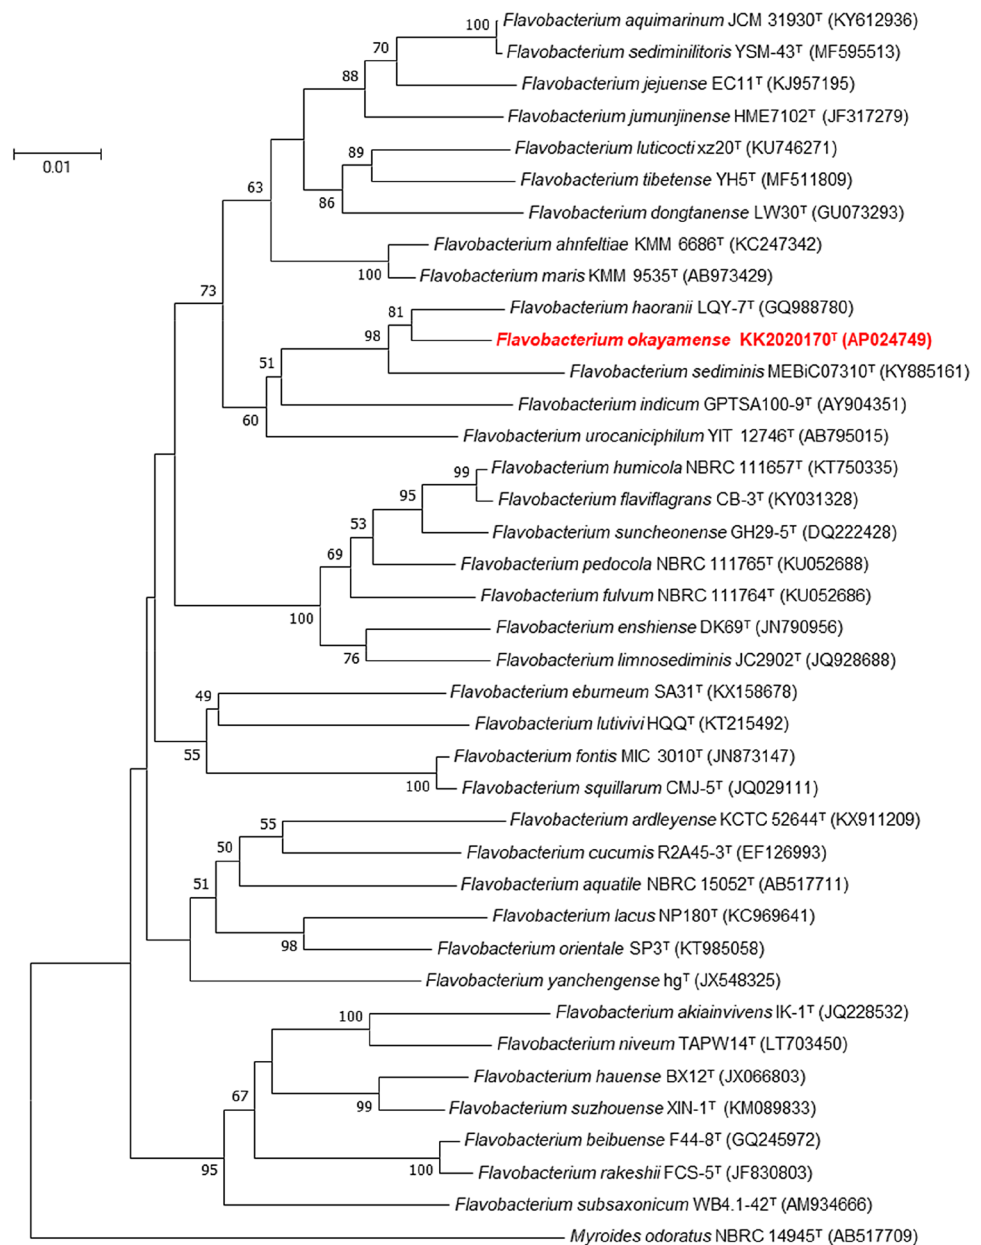 Flavobacterium aquimarinum JCM 31930ᵀ (KY612936)
100
Flavobacterium sediminilitoris YSM-43ᵀ (MF595513)
70
88
Flavobacterium jejuense EC11ᵀ (KJ957195)
Flavobacterium jumunjinense HME7102ᵀ (JF317279)
Flavobacterium luticocti xz20ᵀ (KU746271)
89
0.01
Flavobacterium tibetense YH5ᵀ (MF511809)
63
86
Flavobacterium dongtanense LW30ᵀ (GU073293)
Flavobacterium ahnfeltiae KMM 6686ᵀ (KC247342)
100
Flavobacterium maris KMM 9535ᵀ (AB973429)
73
Flavobacterium haoranii LQY-7ᵀ (GQ988780)
81
98
Flavobacterium okayamense KK2020170ᵀ (AP024749)
51
Flavobacterium sediminis MEBiC07310ᵀ (KY885161)
Flavobacterium indicum GPTSA100-9ᵀ (AY904351)
60
Flavobacterium urocaniciphilum YIT 12746ᵀ (AB795015)
Flavobacterium humicola NBRC 111657ᵀ (KT750335)
99
95
Flavobacterium flaviflagrans CB-3ᵀ (KY031328)
53
Flavobacterium suncheonense GH29-5ᵀ (DQ222428)
69
Flavobacterium pedocola NBRC 111765ᵀ (KU052688)
Flavobacterium fulvum NBRC 111764ᵀ (KU052686)
100
Flavobacterium enshiense DK69ᵀ (JN790956)
76
Flavobacterium limnosediminis JC2902ᵀ (JQ928688)
49
Flavobacterium eburneum SA31ᵀ (KX158678)
Flavobacterium lutivivi HQQᵀ (KT215492)
55
Flavobacterium fontis MIC 3010ᵀ (JN873147)
100
Flavobacterium squillarum CMJ-5ᵀ (JQ029111)
55
Flavobacterium ardleyense KCTC 52644ᵀ (KX911209)
50
Flavobacterium cucumis R2A45-3ᵀ (EF126993)
51
Flavobacterium aquatile NBRC 15052ᵀ (AB517711)
Flavobacterium lacus NP180ᵀ (KC969641)
98
Flavobacterium orientale SP3ᵀ (KT985058)
Flavobacterium yanchengense hgᵀ (JX548325)
Flavobacterium akiainvivens IK-1ᵀ (JQ228532)
100
Flavobacterium niveum TAPW14ᵀ (LT703450)
Flavobacterium hauense BX12ᵀ (JX066803)
67
99
Flavobacterium suzhouense XIN-1ᵀ (KM089833)
Flavobacterium beibuense F44-8ᵀ (GQ245972)
95
100
Flavobacterium rakeshii FCS-5ᵀ (JF830803)
Flavobacterium subsaxonicum WB4.1-42ᵀ (AM934666)
Myroides odoratus NBRC 14945ᵀ (AB517709)